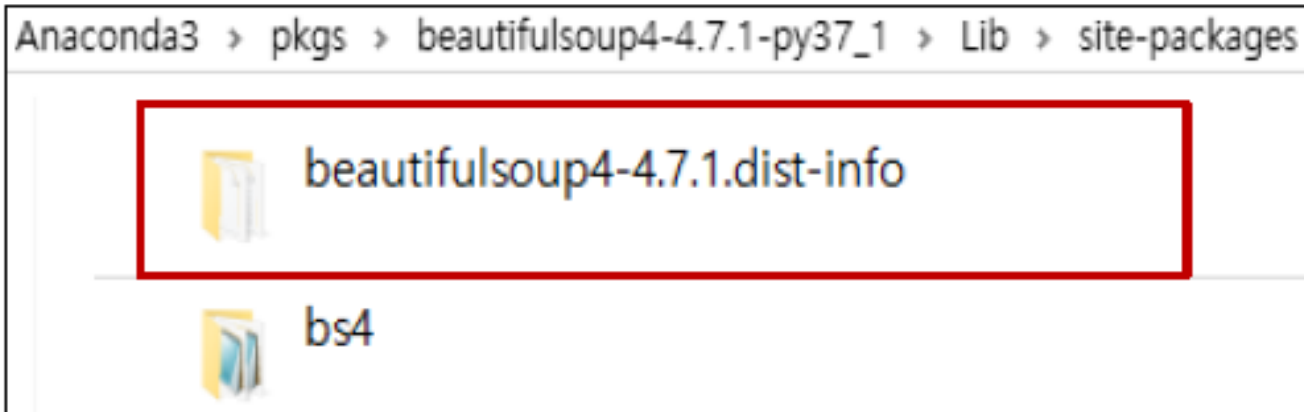 Anaconda3 > pkgs > beautifulsoup4-4.7.1-py37_1 > Lib > site-packages
beautifulsoup4-4.7.1.dist-info
bs4